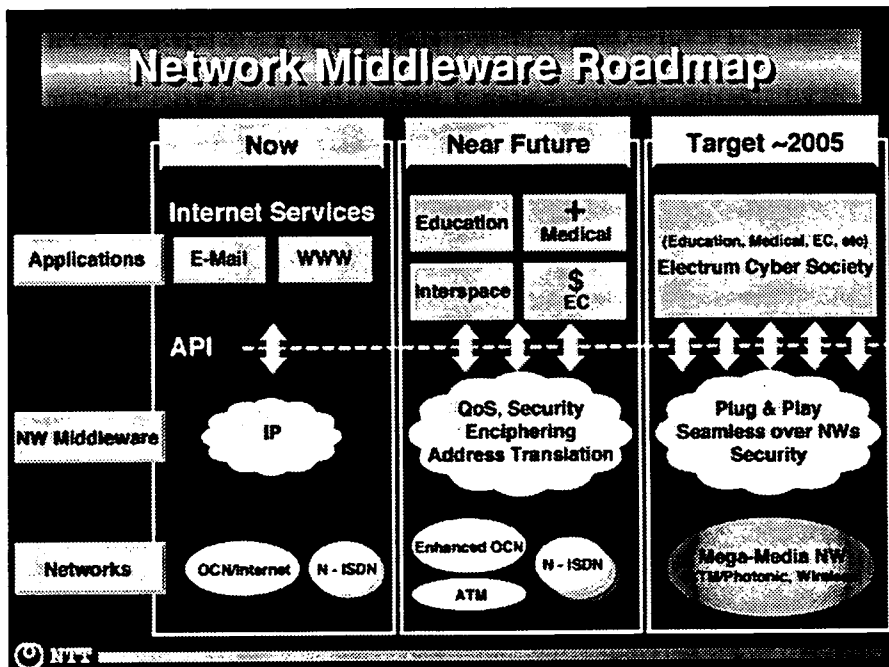 Network Middleware Roadmap
Now
Near Future
Target ~2005
Applications
Internet Services
E-Mail
WWW
Education
+
Medical
Interspace
$
EC
(Education, Medical, EC, etc)
Electrum Cyber Society
API
NW Middleware
IP
QoS, Security
Enciphering
Address Translation
Plug & Play
Seamless over NWs
Security
Networks
OCN/Internet
N - ISDN
Enhanced OCN
ATM
N - ISDN
Mega-Media NW
TM/Photonic, Wireles
NTT